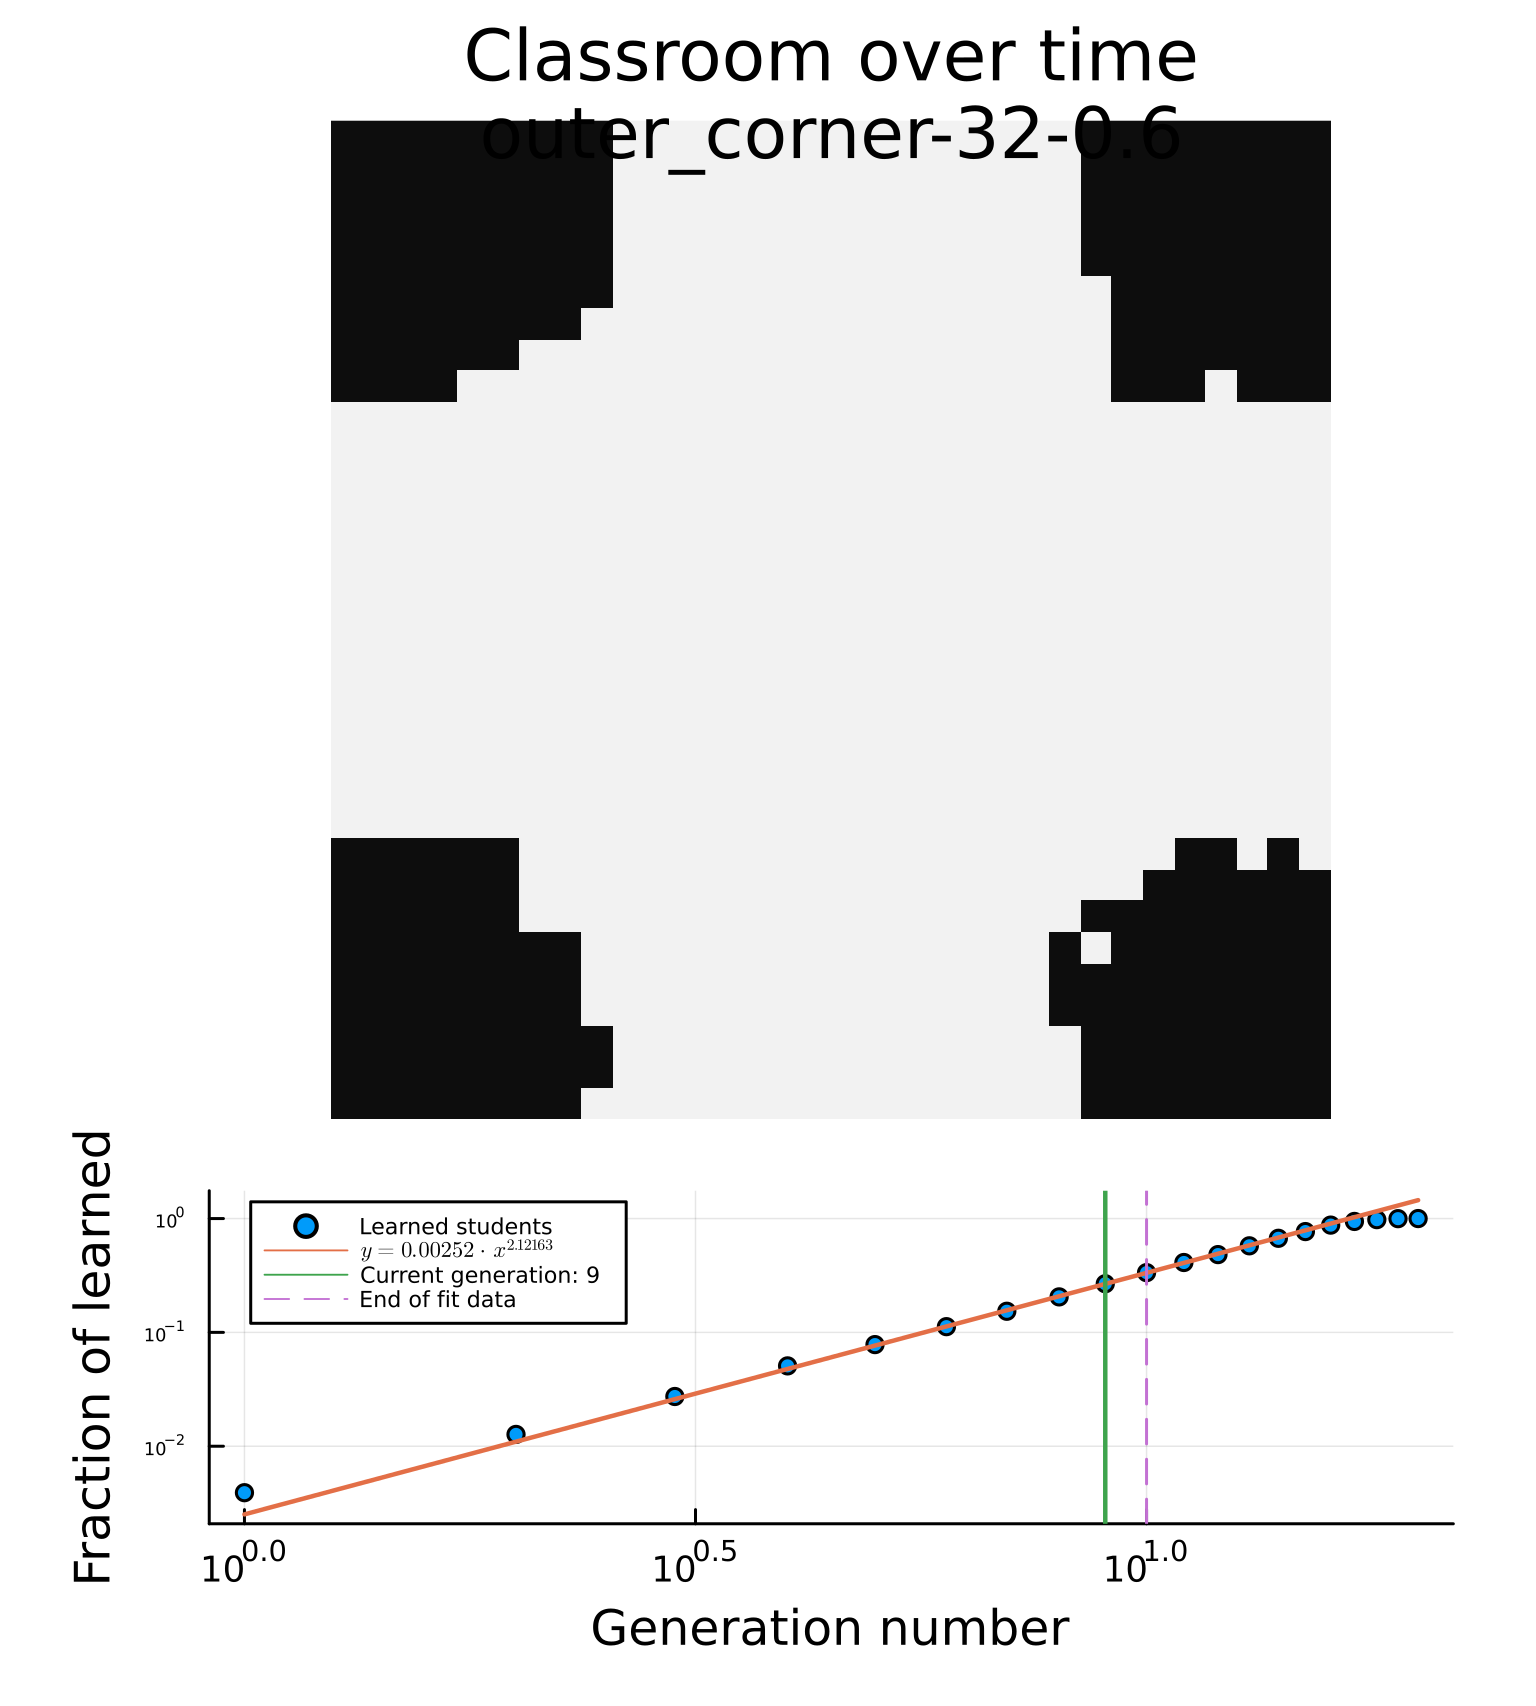 Classroom over time
outer_corner-32-0.6
Fraction of learned
10^0
10^-1
10^-2
Learned students
y = 0.00252 · x^2.12163
Current generation: 9
End of fit data
10^0.0
10^0.5
10^1.0
Generation number